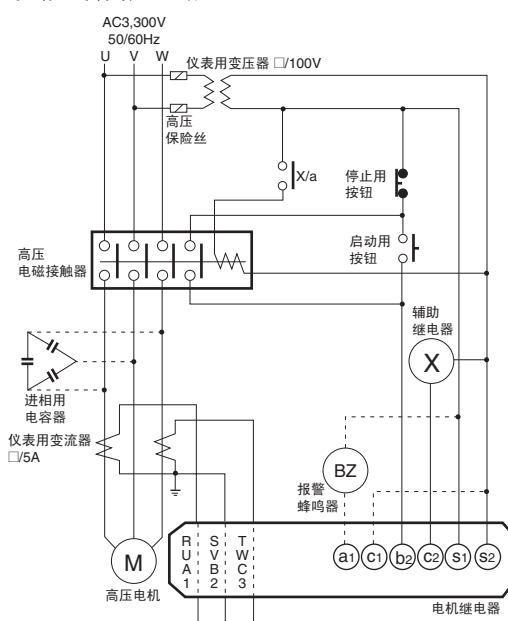 AC3,300V
50/60Hz
U V W
仪表用变压器 □/100V
高压
保险丝
X/a
停止用
按钮
启动用
按钮
高压
电磁接触器
辅助
继电器
X
进相用
电容器
仪表用变流器
□/5A
BZ
报警
蜂鸣器
M
高压电机
RUA1
SVB2
TWC3
a1 c1 b2 c2 s1 s2
电机继电器